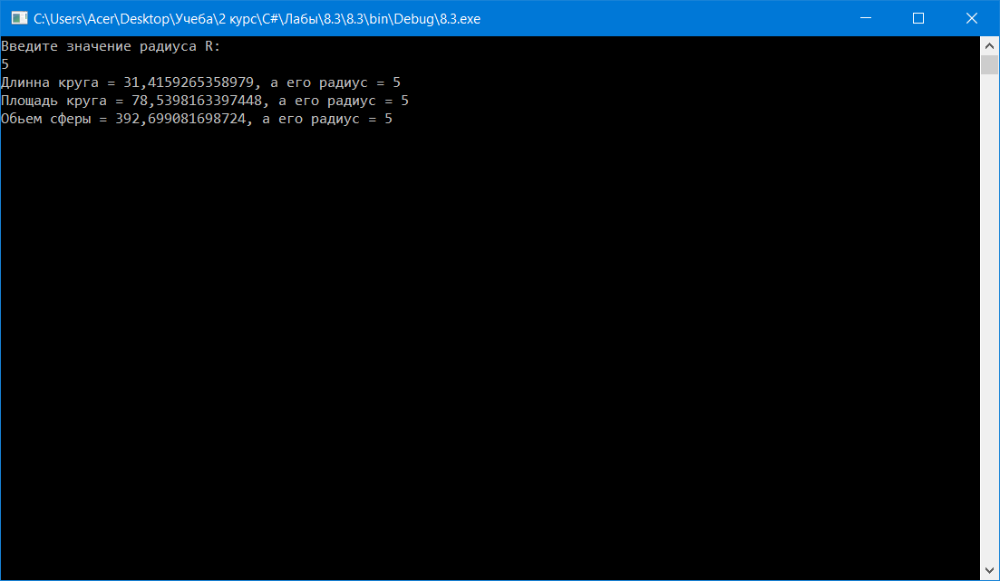 C:\Users\Acer\Desktop\Учеба\2 курс\C#\Лабы\8.3\8.3\bin\Debug\8.3.exe
Введите значение радиуса R:
5
Длинна круга = 31,4159265358979, а его радиус = 5
Площадь круга = 78,5398163397448, а его радиус = 5
Обьем сферы = 392,699081698724, а его радиус = 5